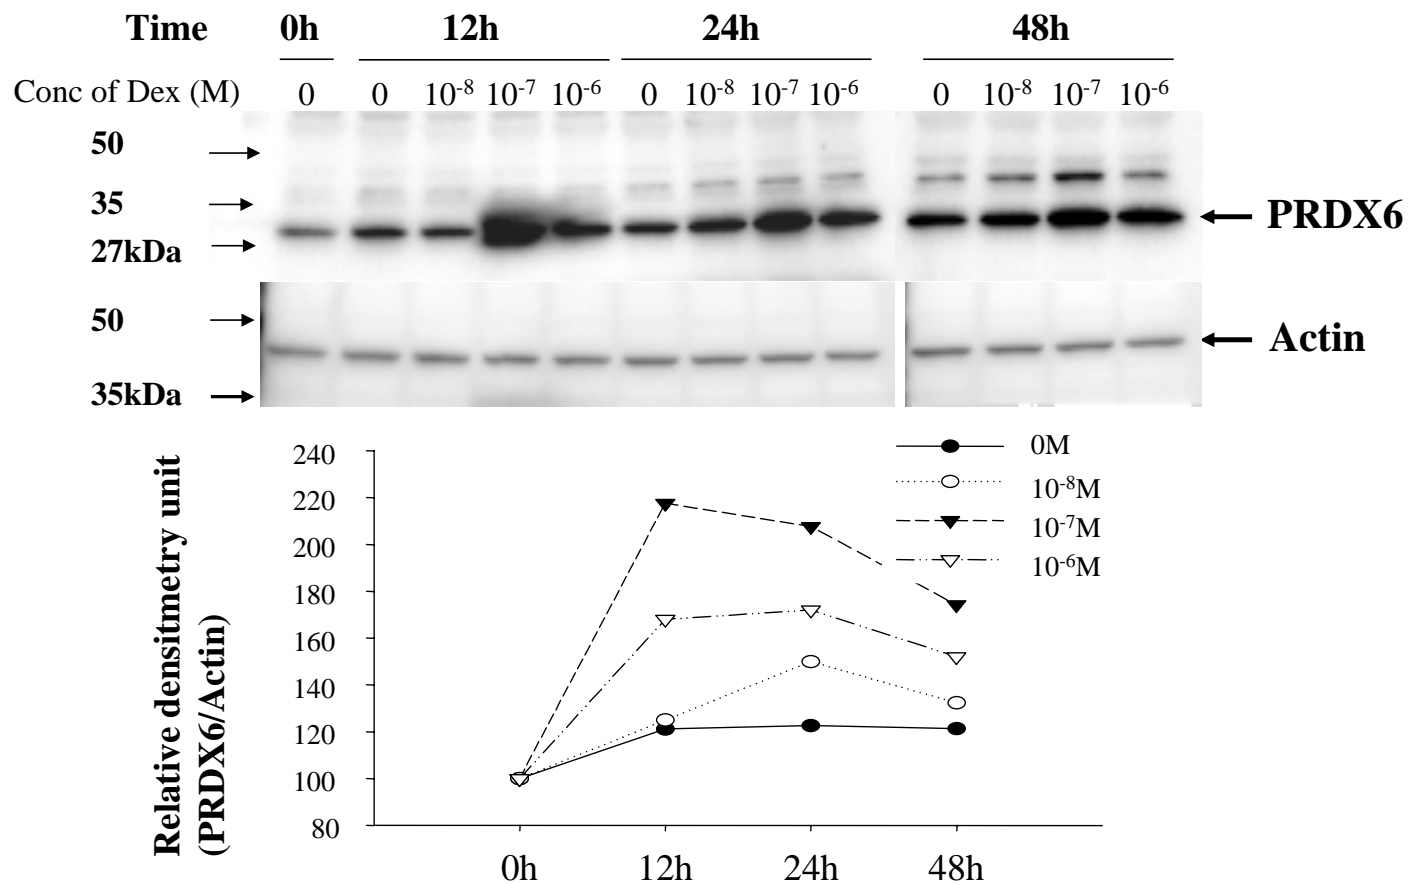 Time 0h 12h 24h 48h
Conc of Dex (M) 0 0 10-8 10-7 10-6 0 10-8 10-7 10-6 0 10-8 10-7 10-6
50
35
PRDX6
27kDa
50
Actin
35kDa
Relative densitmetry unit
(PRDX6/Actin)
240
220
200
180
160
140
120
100
80
0h 12h 24h 48h
0M
10-8M
10-7M
10-6M